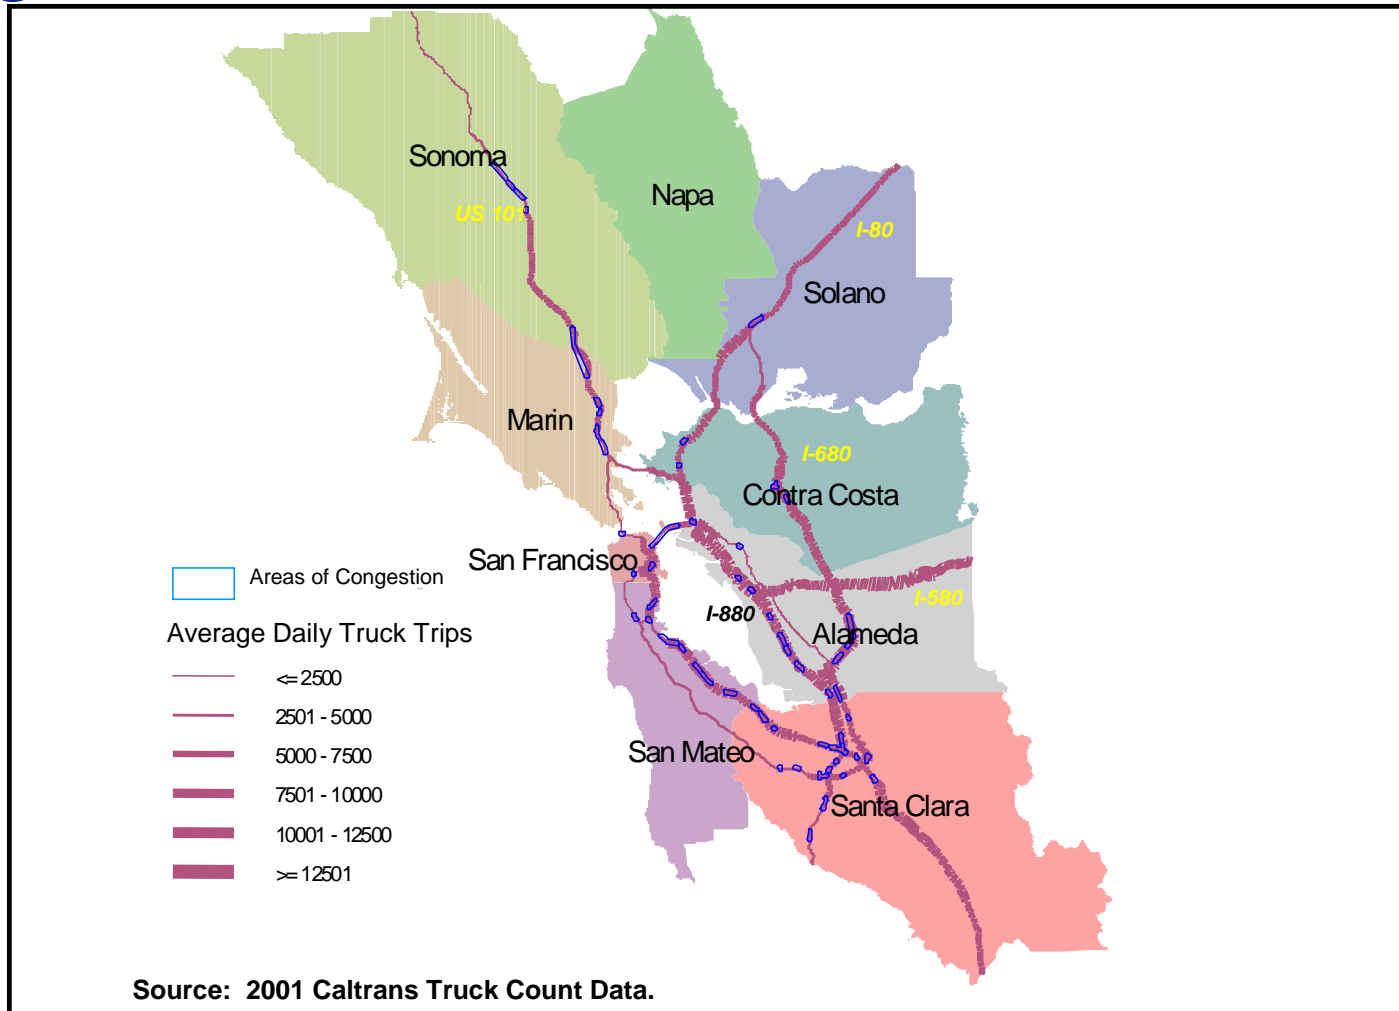 Sonoma
US 101
Napa
I-80
Solano
Marin
I-680
Contra Costa
San Francisco
I-580
I-880
Alameda
San Mateo
Santa Clara
Areas of Congestion
Average Daily Truck Trips
<= 2500
2501 - 5000
5000 - 7500
7501 - 10000
10001 - 12500
>= 12501
Source: 2001 Caltrans Truck Count Data.